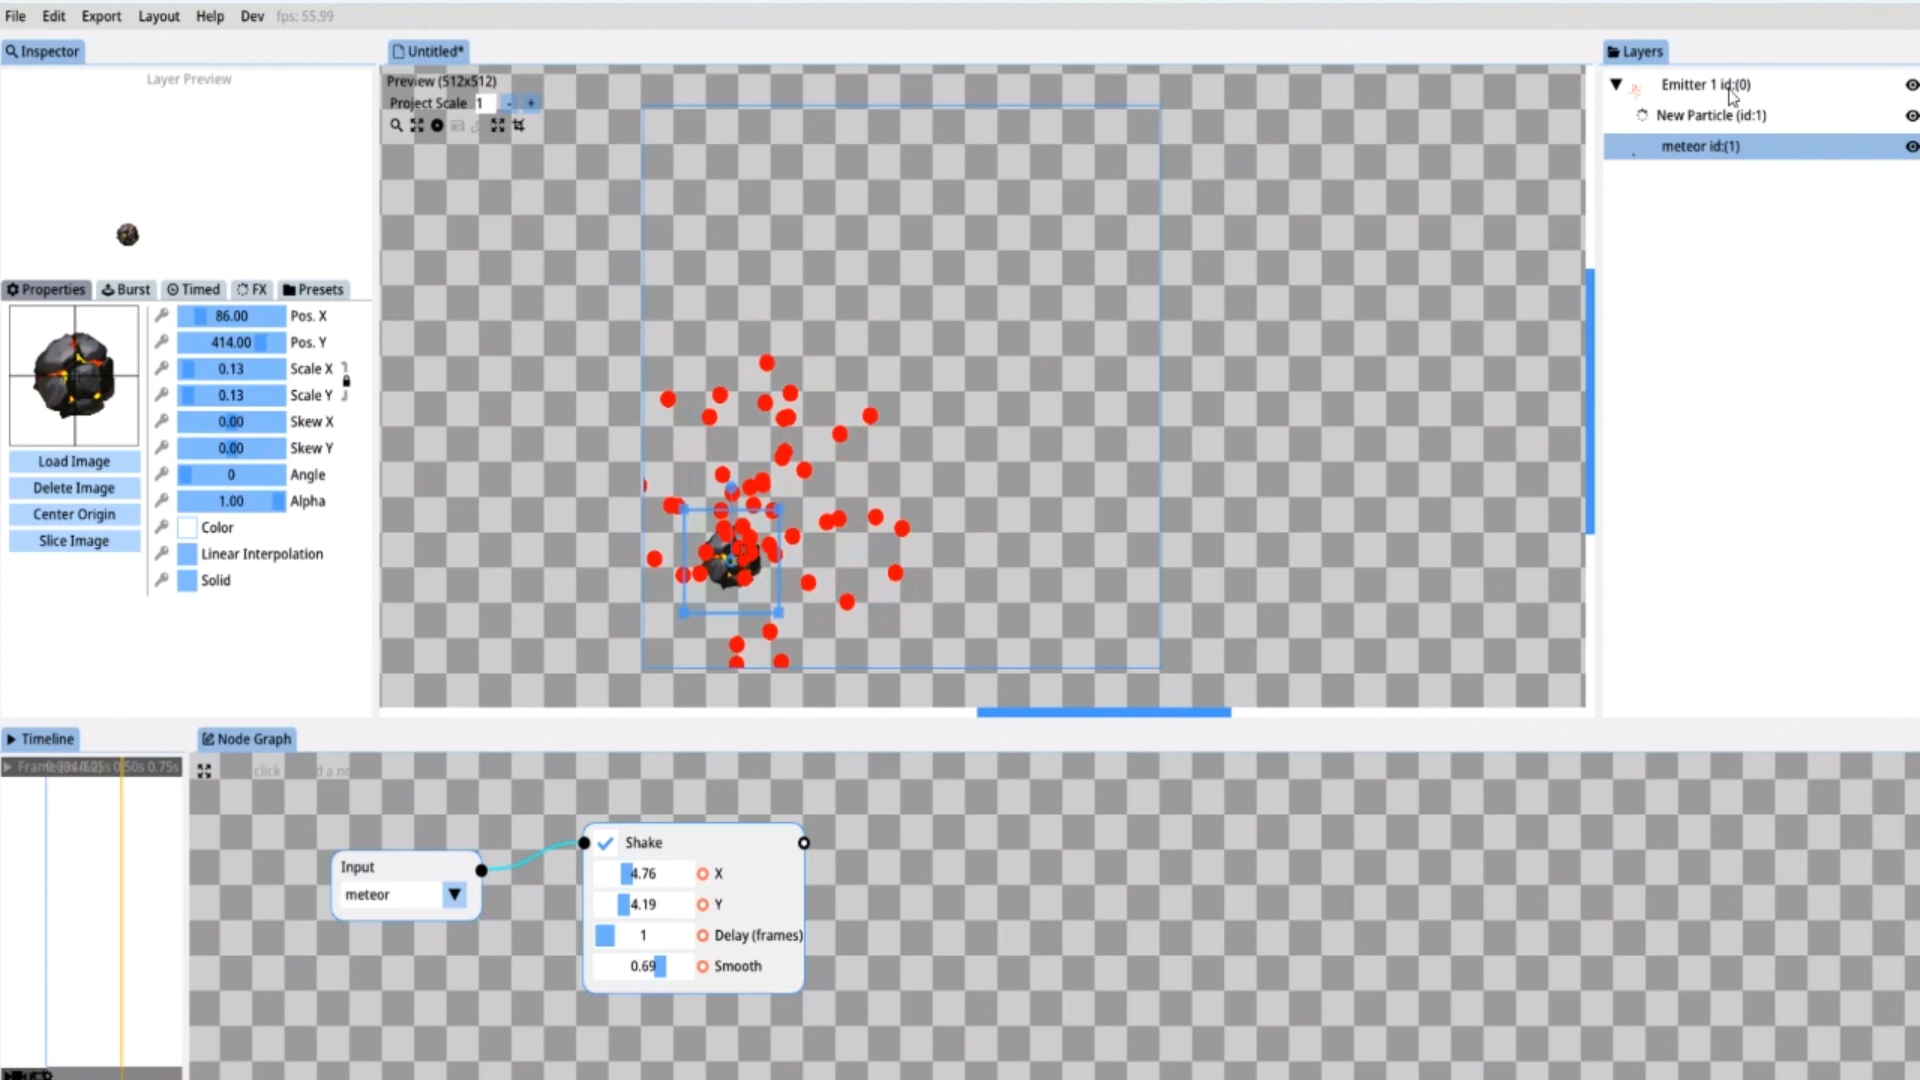 File Edit Export Layout Help Dev fps: 55.99
Inspector
Layer Preview
Properties Burst Timed FX Presets
86.00 Pos. X
414.00 Pos. Y
0.13 Scale X
0.13 Scale Y
0.00 Skew X
0.00 Skew Y
0 Angle
1.00 Alpha
Color
Linear Interpolation
Solid
Load Image
Delete Image
Center Origin
Slice Image
Untitled*
Preview (512x512)
Project Scale 1 - +
Layers
Emitter 1 id:(0)
New Particle (id:1)
meteor id:(1)
Timeline
0.75s
Node Graph
click
Input
meteor
Shake
4.76 X
4.19 Y
1 Delay (frames)
0.69 Smooth